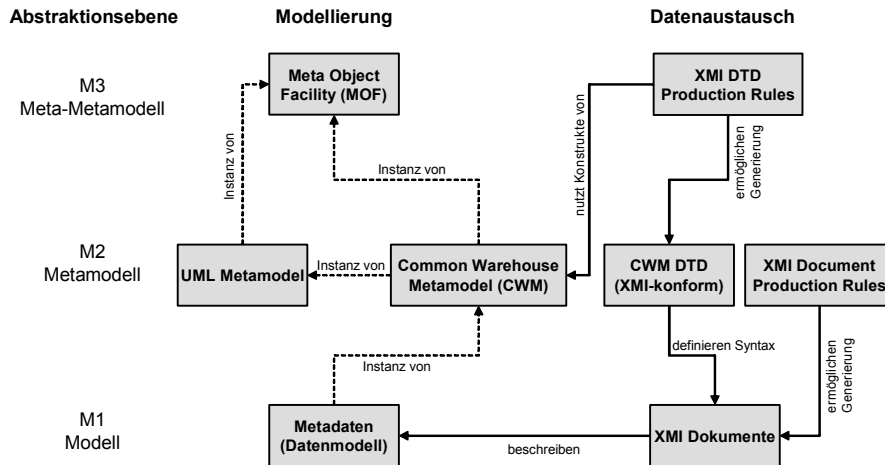 Abstraktionsebene
Modellierung
Datenaustausch
M3
Meta-Metamodell
Meta Object
Facility (MOF)
XMI DTD
Production Rules
Instanz von
Instanz von
nutzt Konstrukte von
ermöglichen
Generierung
M2
Metamodell
UML Metamodel
Instanz von
Common Warehouse
Metamodel (CWM)
CWM DTD
(XMI-konform)
XMI Document
Production Rules
Instanz von
definieren Syntax
ermöglichen
Generierung
M1
Modell
Metadaten
(Datenmodell)
beschreiben
XMI Dokumente